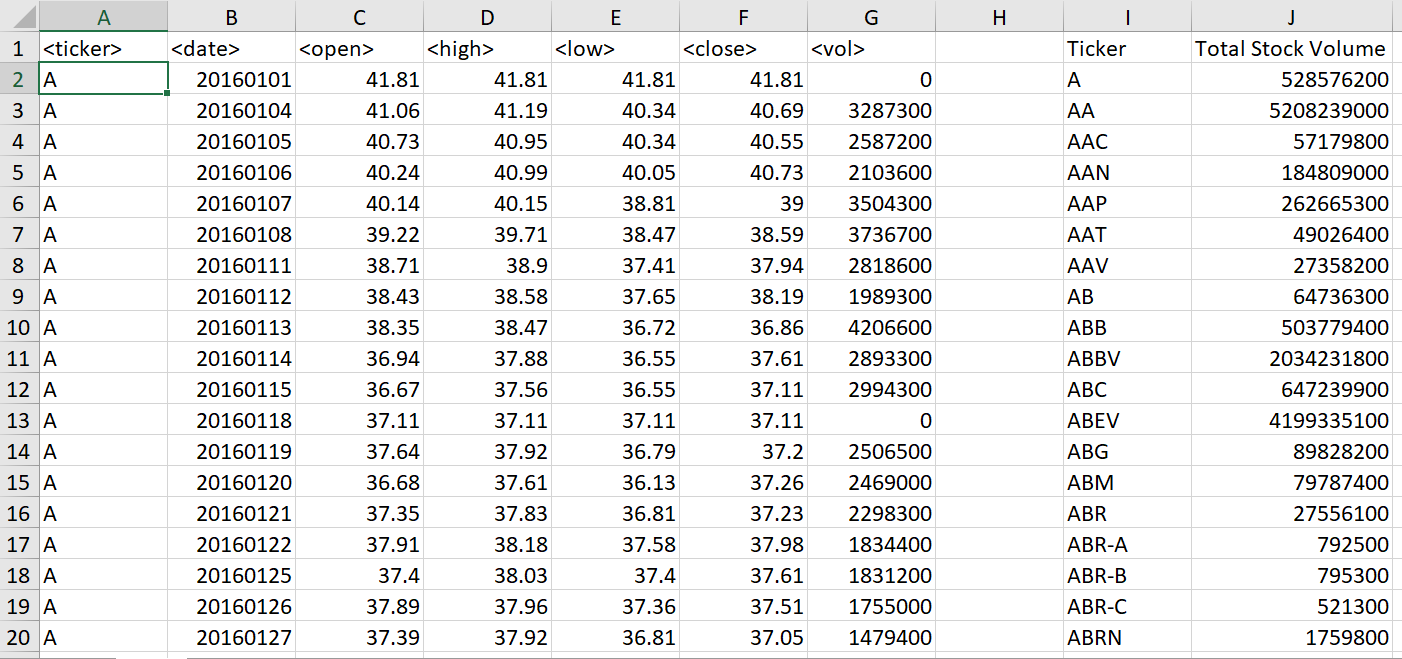 A B C D E F G H I J
1 <ticker> <date> <open> <high> <low> <close> <vol> Ticker Total Stock Volume
2 A 20160101 41.81 41.81 41.81 41.81 0 A 528576200
3 A 20160104 41.06 41.19 40.34 40.69 3287300 AA 5208239000
4 A 20160105 40.73 40.95 40.34 40.55 2587200 AAC 57179800
5 A 20160106 40.24 40.99 40.05 40.73 2103600 AAN 184809000
6 A 20160107 40.14 40.15 38.81 39 3504300 AAP 262665300
7 A 20160108 39.22 39.71 38.47 38.59 3736700 AAT 49026400
8 A 20160111 38.71 38.9 37.41 37.94 2818600 AAV 27358200
9 A 20160112 38.43 38.58 37.65 38.19 1989300 AB 64736300
10 A 20160113 38.35 38.47 36.72 36.86 4206600 ABB 503779400
11 A 20160114 36.94 37.88 36.55 37.61 2893300 ABBV 2034231800
12 A 20160115 36.67 37.56 36.55 37.11 2994300 ABC 647239900
13 A 20160118 37.11 37.11 37.11 37.11 0 ABEV 4199335100
14 A 20160119 37.64 37.92 36.79 37.2 2506500 ABG 89828200
15 A 20160120 36.68 37.61 36.13 37.26 2469000 ABM 79787400
16 A 20160121 37.35 37.83 36.81 37.23 2298300 ABR 27556100
17 A 20160122 37.91 38.18 37.58 37.98 1834400 ABR-A 792500
18 A 20160125 37.4 38.03 37.4 37.61 1831200 ABR-B 795300
19 A 20160126 37.89 37.96 37.36 37.51 1755000 ABR-C 521300
20 A 20160127 37.39 37.92 36.81 37.05 1479400 ABRN 1759800